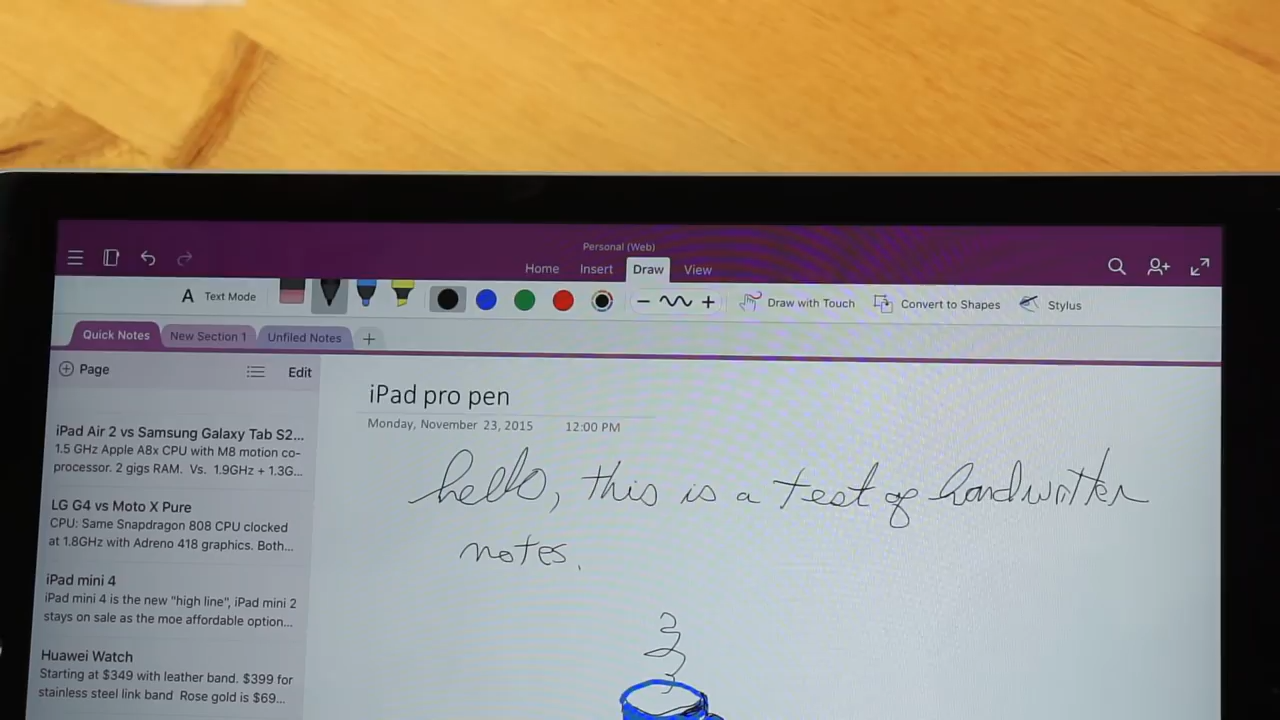 Personal (Web)
Home Insert Draw View
A Text Mode Draw with Touch Convert to Shapes Stylus
Quick Notes New Section 1 Unfiled Notes +
Page Edit
iPad pro pen
Monday, November 23, 2015 12:00 PM
hello, this is a test of handwritten
notes.
iPad Air 2 vs Samsung Galaxy Tab S2...
1.5 GHz Apple A8x CPU with M8 motion co-
processor. 2 gigs RAM. Vs. 1.9GHz + 1.3G...
LG G4 vs Moto X Pure
CPU: Same Snapdragon 808 CPU clocked
at 1.8GHz with Adreno 418 graphics. Both...
iPad mini 4
iPad mini 4 is the new "high line", iPad mini 2
stays on sale as the moe affordable option...
Huawei Watch
Starting at $349 with leather band. $399 for
stainless steel link band Rose gold is $69...